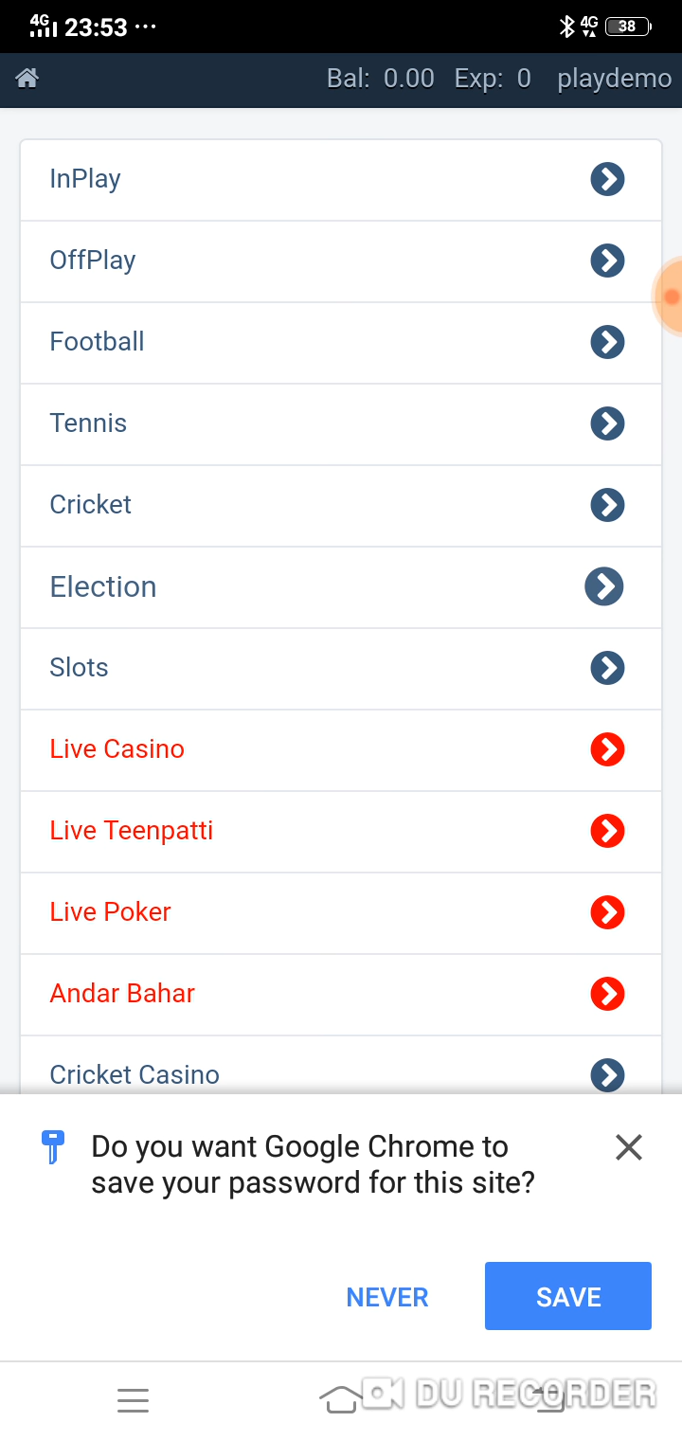 4G 23:53 ... 4G 38
Bal: 0.00 Exp: 0 playdemo
InPlay
OffPlay
Football
Tennis
Cricket
Election
Slots
Live Casino
Live Teenpatti
Live Poker
Andar Bahar
Cricket Casino
Do you want Google Chrome to
save your password for this site?
NEVER SAVE
DU RECORDER